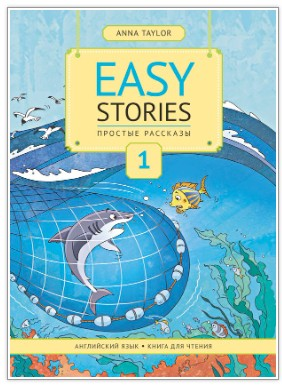 ANNA TAYLOR
EASY
STORIES
ПРОСТЫЕ РАССКАЗЫ
1
АНГЛИЙСКИЙ ЯЗЫК • КНИГА ДЛЯ ЧТЕНИЯ